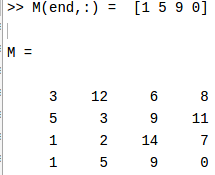 >> M(end,:) = [1 5 9 0]
M =
3 12 6 8
5 3 9 11
1 2 14 7
1 5 9 0